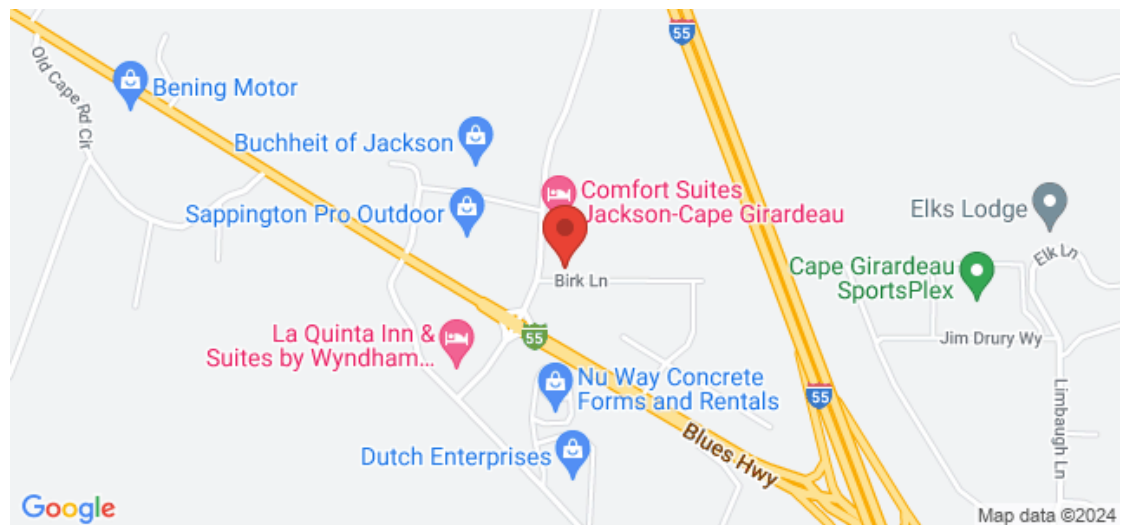 55
Old Cape Rd Cir
Bening Motor
Buchheit of Jackson
Comfort Suites
Jackson-Cape Girardeau
Sappington Pro Outdoor
Elks Lodge
Elk Ln
Cape Girardeau
SportsPlex
Birk Ln
La Quinta Inn &
Suites by Wyndham...
55
Jim Drury Wy
Nu Way Concrete
Forms and Rentals
55
Limbaugh Ln
Blues Hwy
Dutch Enterprises
Google
Map data ©2024